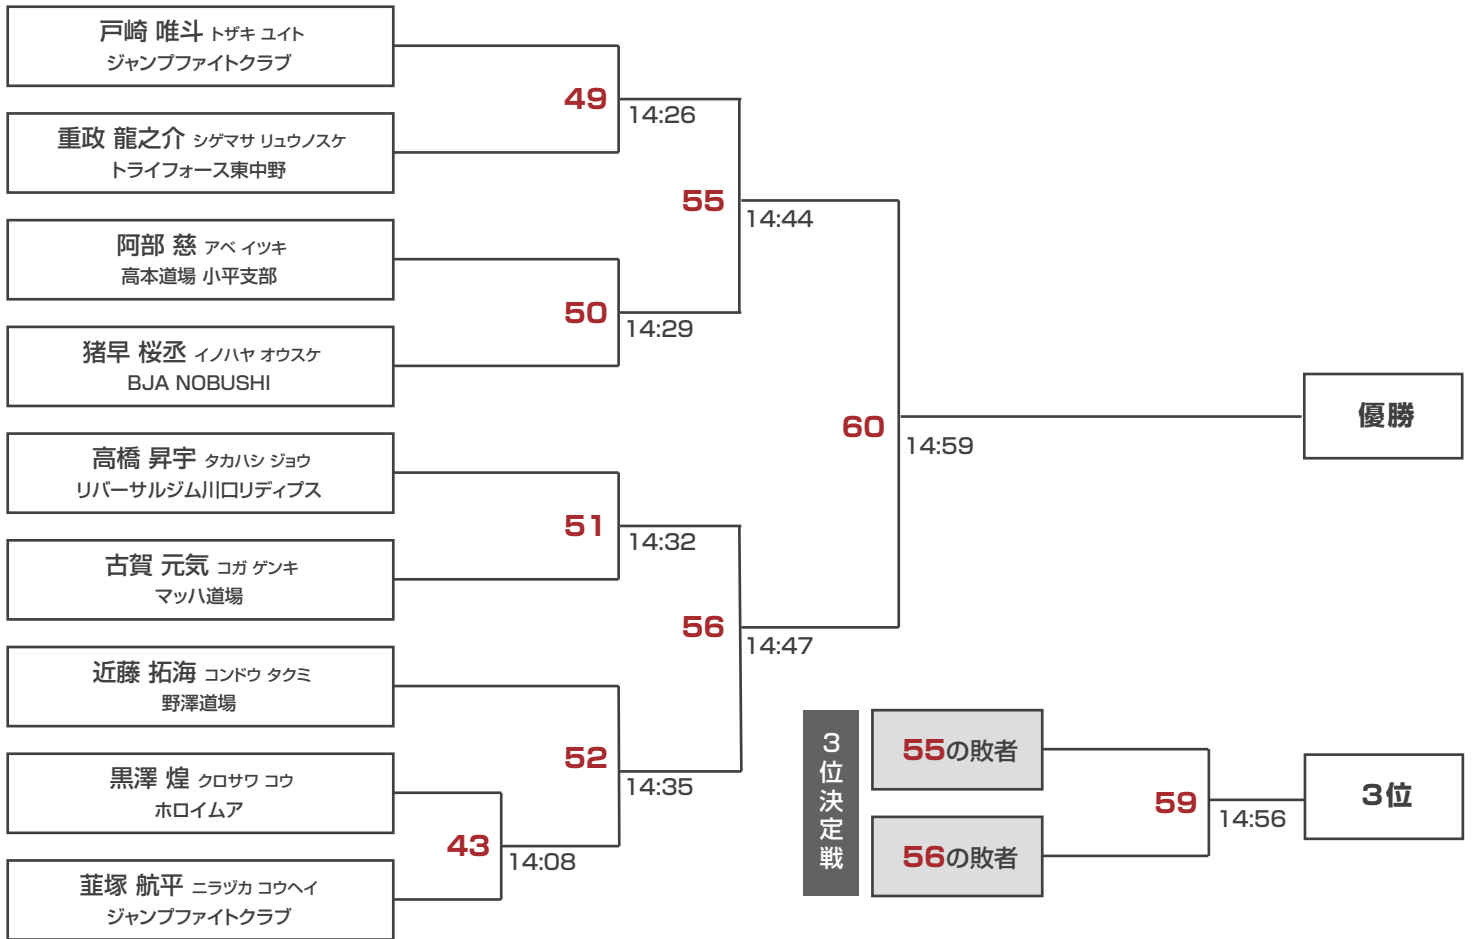 戸崎 唯斗 トザキ ユイト
ジャンプファイトクラブ
重政 龍之介 シゲマサ リュウノスケ
トライフォース東中野
阿部 慈 アベ イツキ
高本道場 小平支部
猪早 桜丞 イノハヤ オウスケ
BJA NOBUSHI
高橋 昇宇 タカハシ ジョウ
リバーサルジム川口リディプス
古賀 元気 コガ ゲンキ
マッハ道場
近藤 拓海 コンドウ タクミ
野澤道場
黒澤 煌 クロサワ コウ
ホロイムア
韮塚 航平 ニラヅカ コウヘイ
ジャンプファイトクラブ
49
14:26
50
14:29
51
14:32
52
14:35
43
14:08
55
14:44
56
14:47
60
14:59
優勝
3位決定戦
55の敗者
56の敗者
59
14:56
3位